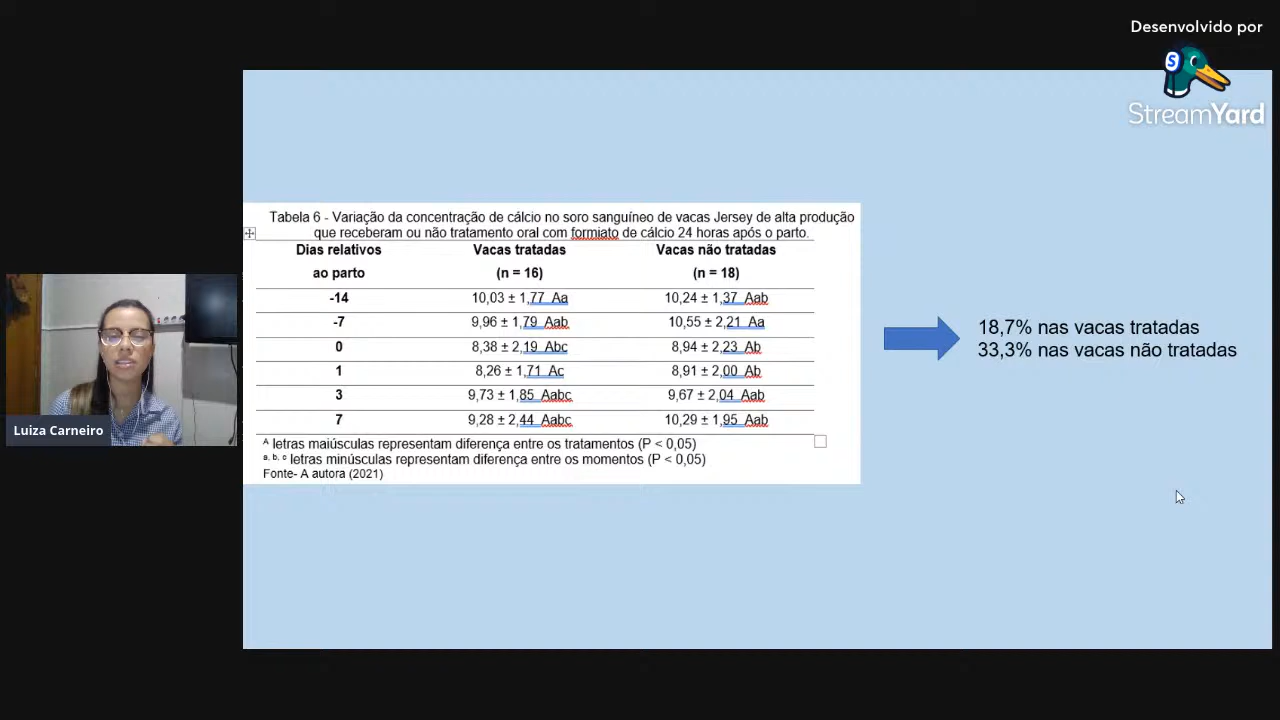 Desenvolvido por
S
StreamYard
Tabela 6 - Variação da concentração de cálcio no soro sanguíneo de vacas Jersey de alta produção
que receberam ou não tratamento oral com formiato de cálcio 24 horas após o parto.
Dias relativos ao parto Vacas tratadas (n = 16) Vacas não tratadas (n = 18)
-14 10,03 ± 1,77 Aa 10,24 ± 1,37 Aab
-7 9,96 ± 1,79 Aab 10,55 ± 2,21 Aa
0 8,38 ± 2,19 Abc 8,94 ± 2,23 Ab
1 8,26 ± 1,71 Ac 8,91 ± 2,00 Ab
3 9,73 ± 1,85 Aabc 9,67 ± 2,04 Aab
7 9,28 ± 2,44 Aabc 10,29 ± 1,95 Aab
A letras maiúsculas representam diferença entre os tratamentos (P < 0,05)
a, b, c letras minúsculas representam diferença entre os momentos (P < 0,05)
Fonte- A autora (2021)
18,7% nas vacas tratadas
33,3% nas vacas não tratadas
Luiza Carneiro